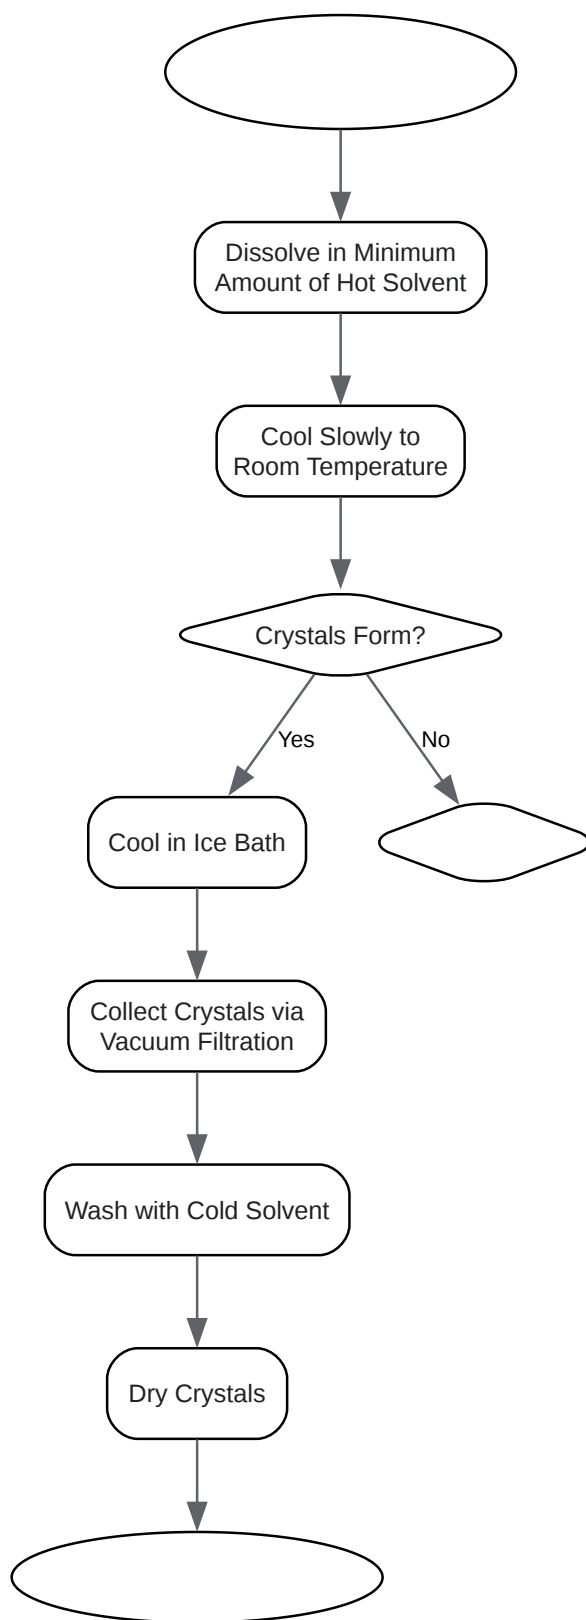 Dissolve in Minimum
Amount of Hot Solvent
Cool Slowly to
Room Temperature
Crystals Form?
Yes
No
Cool in Ice Bath
Collect Crystals via
Vacuum Filtration
Wash with Cold Solvent
Dry Crystals